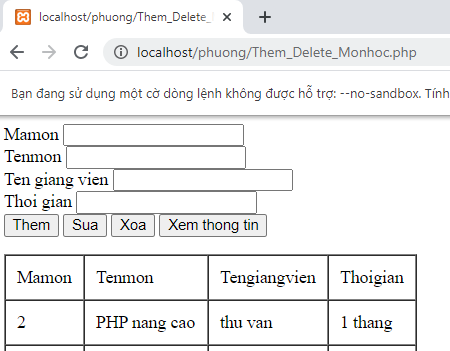 localhost/phuong/Them_Delete_
localhost/phuong/Them_Delete_Monhoc.php
Bạn đang sử dụng một cờ dòng lệnh không được hỗ trợ: --no-sandbox. Tính
Mamon
Tenmon
Ten giang vien
Thoi gian
Them Sua Xoa Xem thong tin
Mamon Tenmon Tengiangvien Thoigian
2 PHP nang cao thu van 1 thang